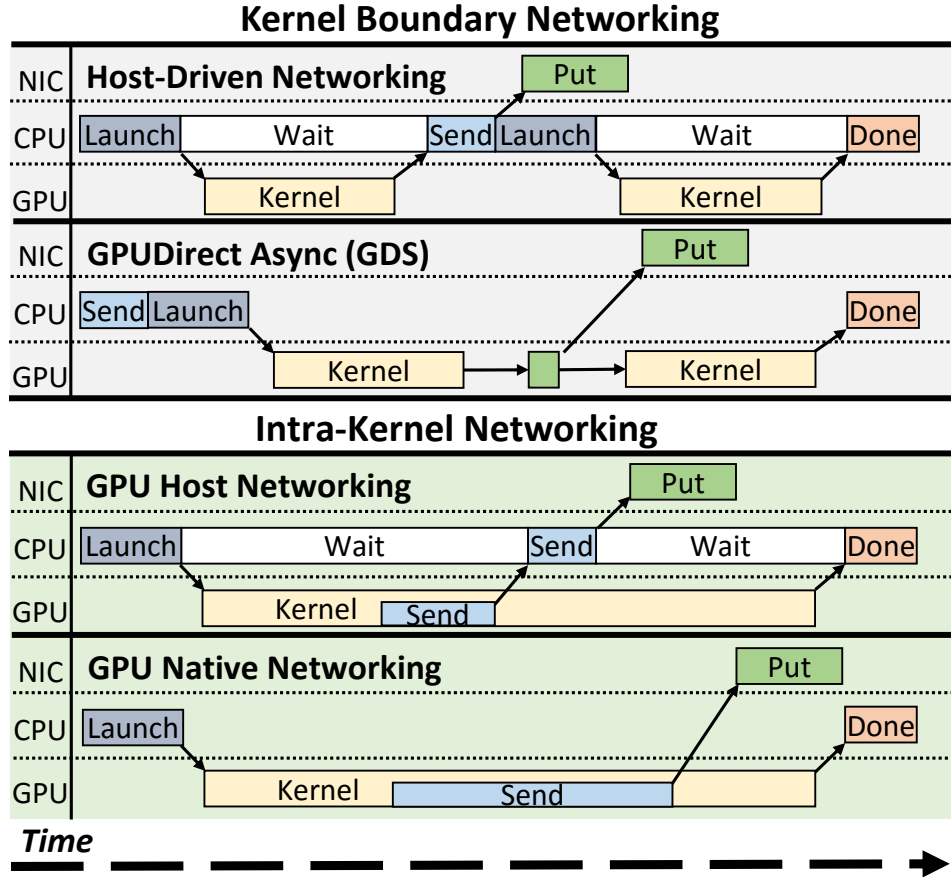 Kernel Boundary Networking
NIC Host-Driven Networking Put
CPU Launch Wait Send Launch Wait Done
GPU Kernel Kernel
NIC GPUDirect Async (GDS) Put
CPU Send Launch Done
GPU Kernel Kernel
Intra-Kernel Networking
NIC GPU Host Networking Put
CPU Launch Wait Send Wait Done
GPU Kernel Send
NIC GPU Native Networking Put
CPU Launch Done
GPU Kernel Send
Time